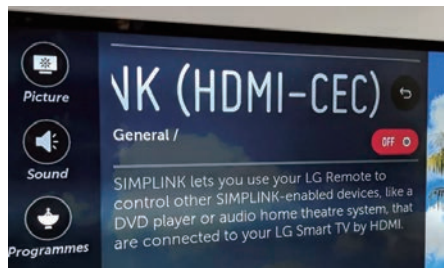 NK (HDMI-CEC)
Picture
General /
OFF
Sound
SIMPLINK lets you use your LG Remote to
control other SIMPLINK-enabled devices, like a
DVD player or audio home theatre system, that
are connected to your LG Smart TV by HDMI.
Programmes